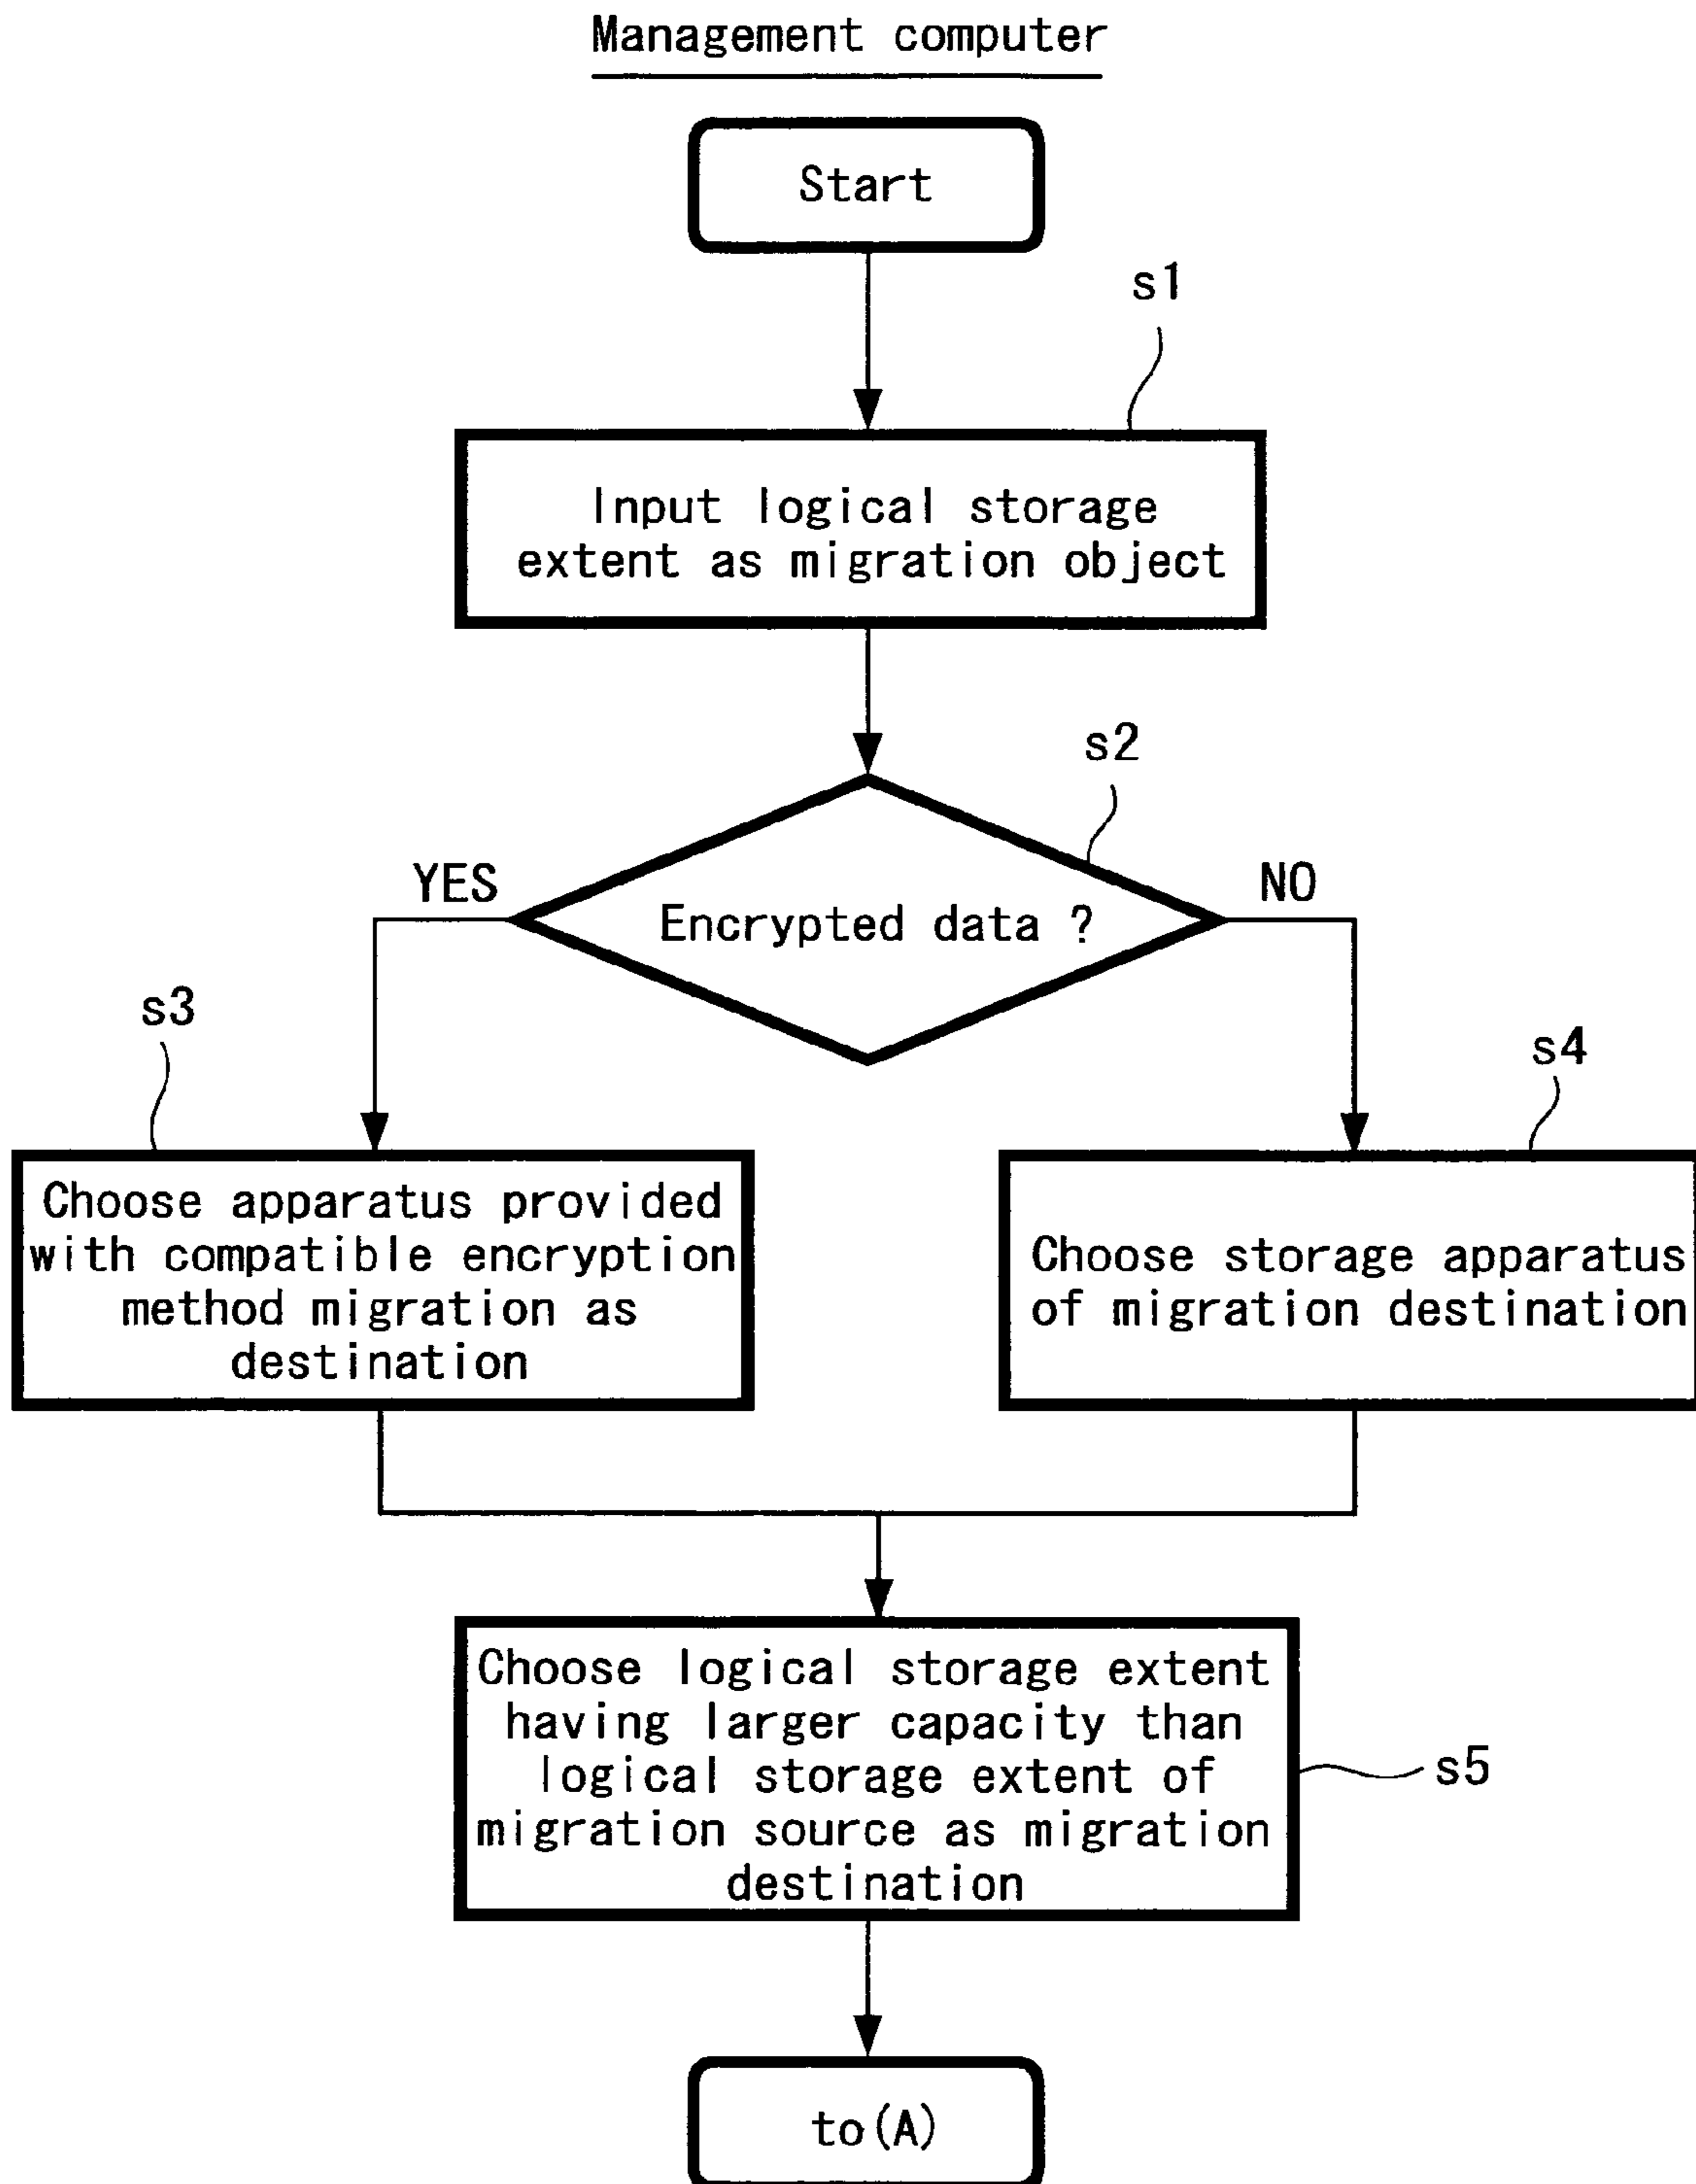 Management computer
Start
s1
Input logical storage
extent as migration object
s2
YES
NO
Encrypted data ?
s3
s4
Choose apparatus provided
with compatible encryption
method migration as
destination
Choose storage apparatus
of migration destination
Choose logical storage extent
having larger capacity than
logical storage extent of
migration source as migration
destination
s5
to(A)